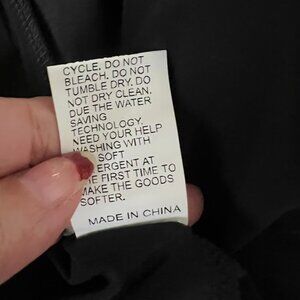 CYCLE. DO NOT
BLEACH. DO NOT
TUMBLE DRY. DO
NOT DRY CLEAN.
DUE THE WATER
SAVING
TECHNOLOGY.
NEED YOUR HELP
WASHING WITH
SOFT
ERGENT AT
FIRST TIME TO
MAKE THE GOODS
SOFTER.
MADE IN CHINA